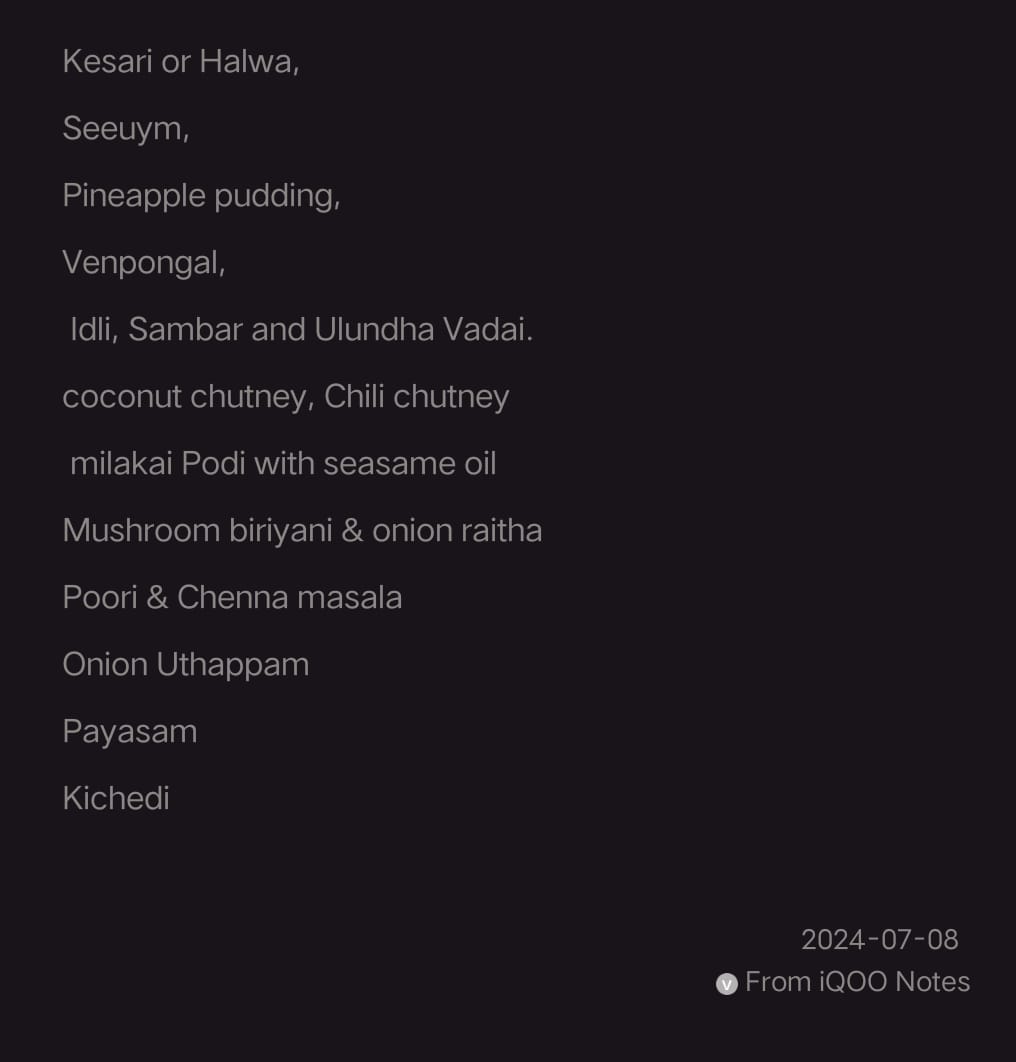 Kesari or Halwa,
Seeuym,
Pineapple pudding,
Venpongal,
Idli, Sambar and Ulundha Vadai.
coconut chutney, Chili chutney
milakai Podi with seasame oil
Mushroom biriyani & onion raitha
Poori & Chenna masala
Onion Uthappam
Payasam
Kichedi
2024-07-08
v From iQOO Notes